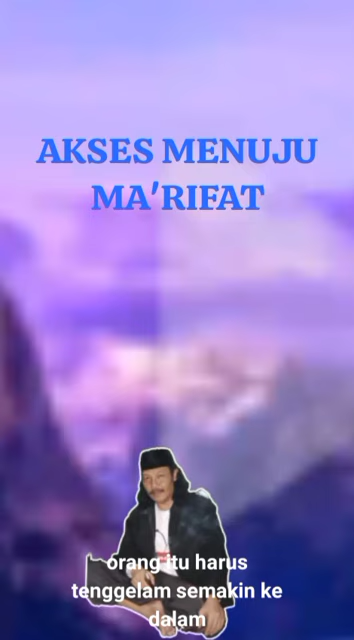 AKSES MENUJU
MA'RIFAT
orang itu harus
tenggelam semakin ke
dalam